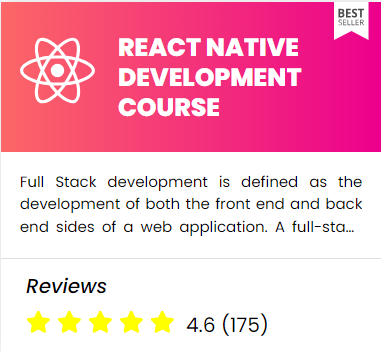 BEST
SELLER
REACT NATIVE
DEVELOPMENT
COURSE
Full Stack development is defined as the
development of both the front end and back
end sides of a web application. A full-sta...
Reviews
4.6 (175)